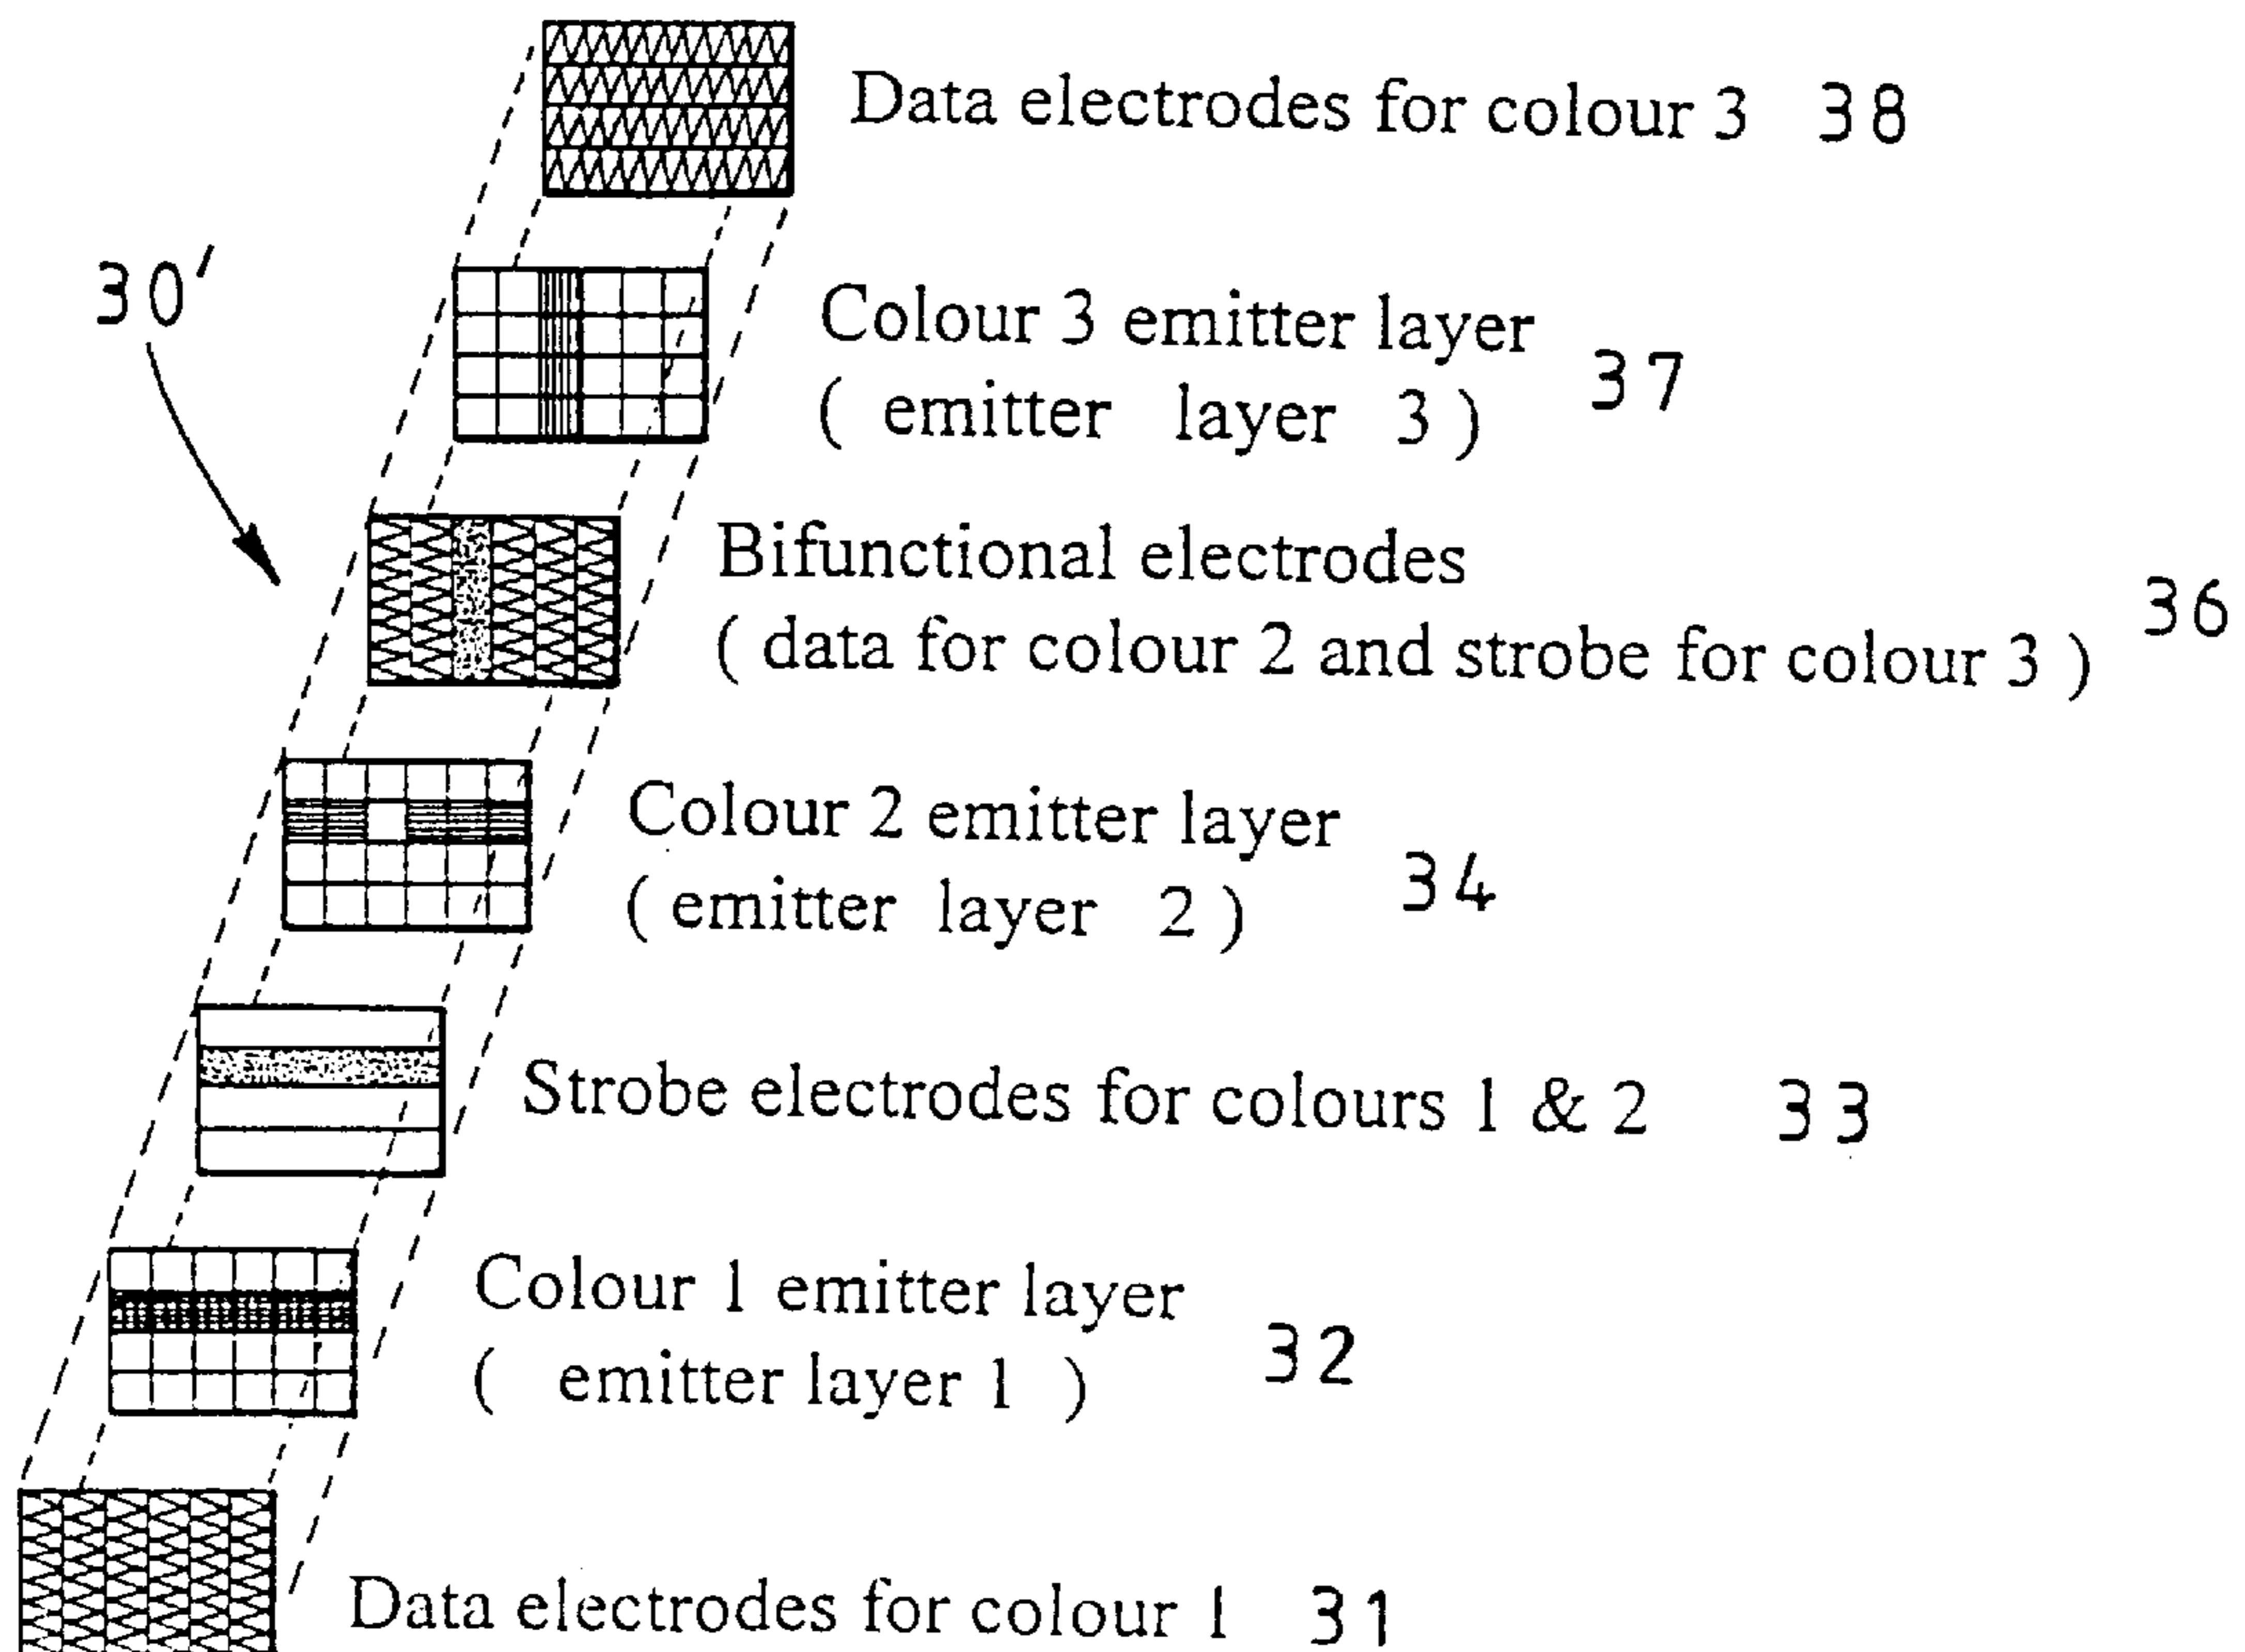 Data electrodes for colour 3 38
30'
Colour 3 emitter layer
( emitter layer 3 ) 37
Bifunctional electrodes
( data for colour 2 and strobe for colour 3 ) 36
Colour 2 emitter layer
( emitter layer 2 ) 34
Strobe electrodes for colours 1 & 2 33
Colour 1 emitter layer
( emitter layer 1 ) 32
Data electrodes for colour 1 31